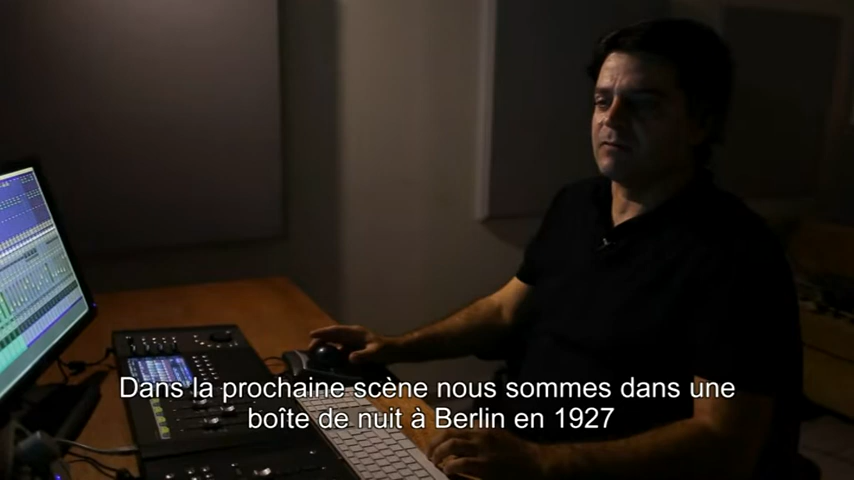 Dans la prochaine scène nous sommes dans une
boîte de nuit à Berlin en 1927